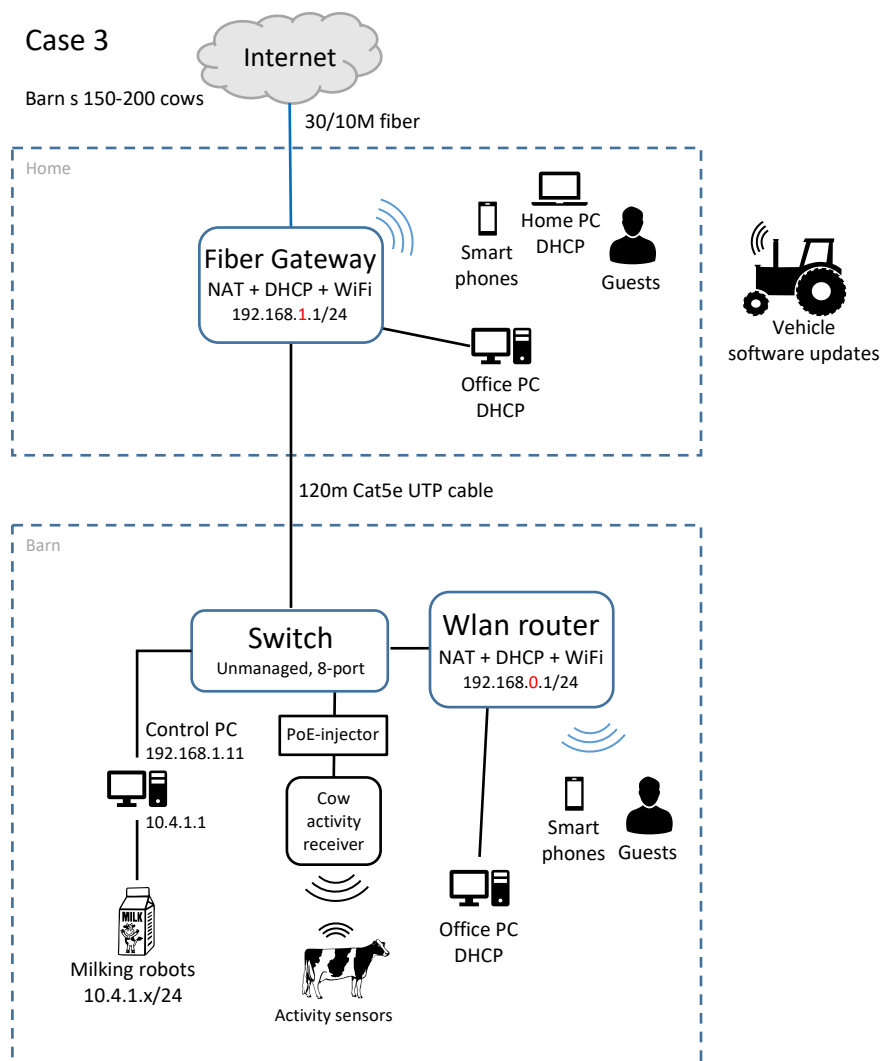 Case 3
Internet
Barn s 150-200 cows
30/10M fiber
Home
Fiber Gateway
NAT + DHCP + WiFi
192.168.1.1/24
Smart
phones
Home PC
DHCP
Guests
Office PC
DHCP
Vehicle
software updates
120m Cat5e UTP cable
Barn
Switch
Unmanaged, 8-port
Wlan router
NAT + DHCP + WiFi
192.168.0.1/24
Control PC
192.168.1.11
10.4.1.1
PoE-injector
Cow
activity
receiver
Smart
phones
Guests
MILK
Milking robots
10.4.1.x/24
Activity sensors
Office PC
DHCP